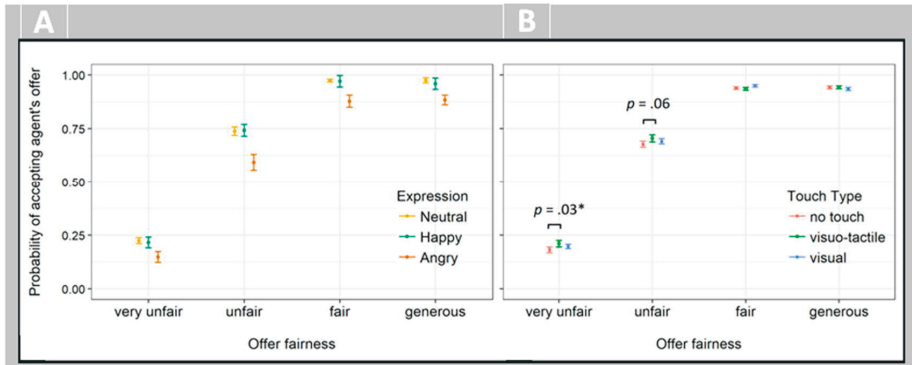 A
B
Probability of accepting agent's offer
1.00
0.75
0.50
0.25
0.00
Expression
Neutral
Happy
Angry
very unfair
unfair
fair
generous
Offer fairness
p = .03*
p = .06
Touch Type
no touch
visuo-tactile
visual
very unfair
unfair
fair
generous
Offer fairness